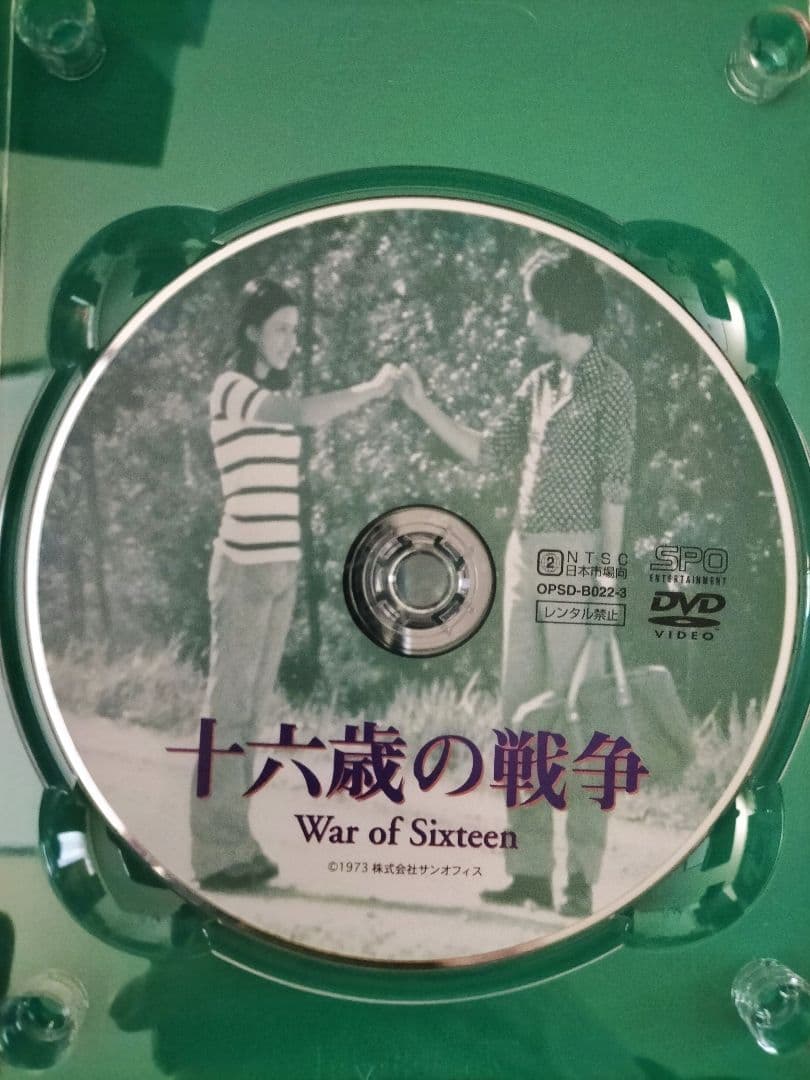 2 NTSC
日本市場向
OPSD-B022-3
レンタル禁止
SPO
ENTERTAINMENT
DVD
VIDEO™
十六歳の戦争
War of Sixteen
©1973 株式会社サンオフィス